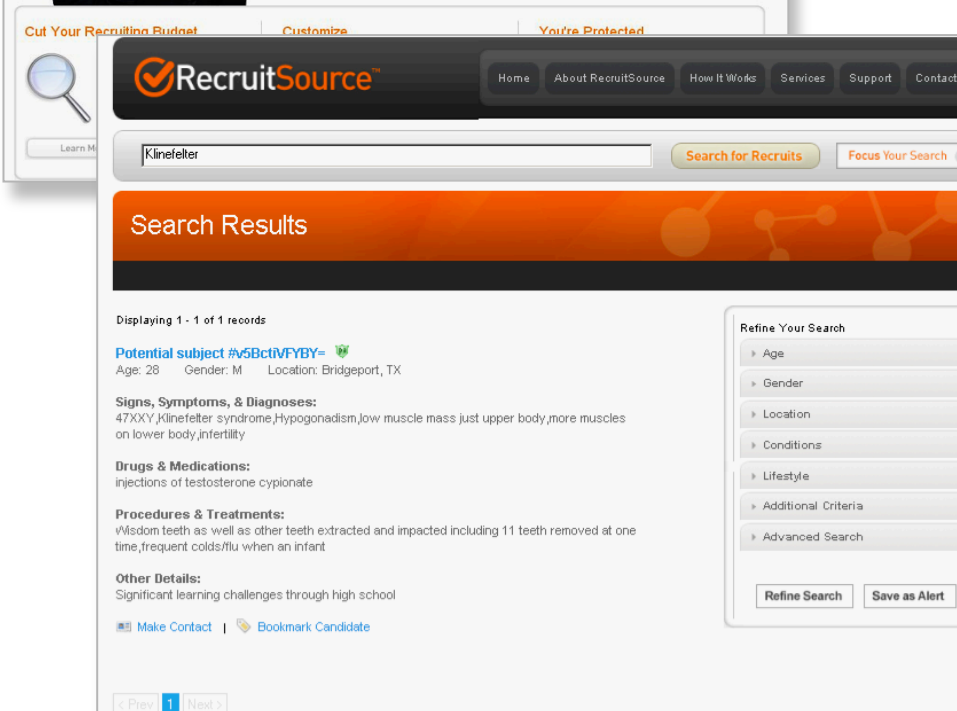 Cut Your Recruiting Budget
Customize
You're Protected
Learn
RecruitSource™
Home About RecruitSource How It Works Services Support Contact
Klinefelter
Search for Recruits
Focus Your Search
Search Results
Displaying 1 - 1 of 1 records
Potential subject #v5BctiVFYBY=
Age: 28 Gender: M Location: Bridgeport, TX
Signs, Symptoms, & Diagnoses:
47XXY,Klinefelter syndrome,Hypogonadism,low muscle mass just upper body,more muscles
on lower body,infertility
Drugs & Medications:
injections of testosterone cypionate
Procedures & Treatments:
Wisdom teeth as well as other teeth extracted and impacted including 11 teeth removed at one
time,frequent colds/flu when an infant
Other Details:
Significant learning challenges through high school
Make Contact | Bookmark Candidate
< Prev 1 Next >
Refine Your Search
Age
Gender
Location
Conditions
Lifestyle
Additional Criteria
Advanced Search
Refine Search Save as Alert